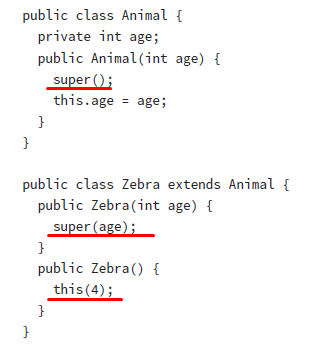 public class Animal {
private int age;
public Animal(int age) {
super();
this.age = age;
}
}
public class Zebra extends Animal {
public Zebra(int age) {
super(age);
}
public Zebra() {
this(4);
}
}